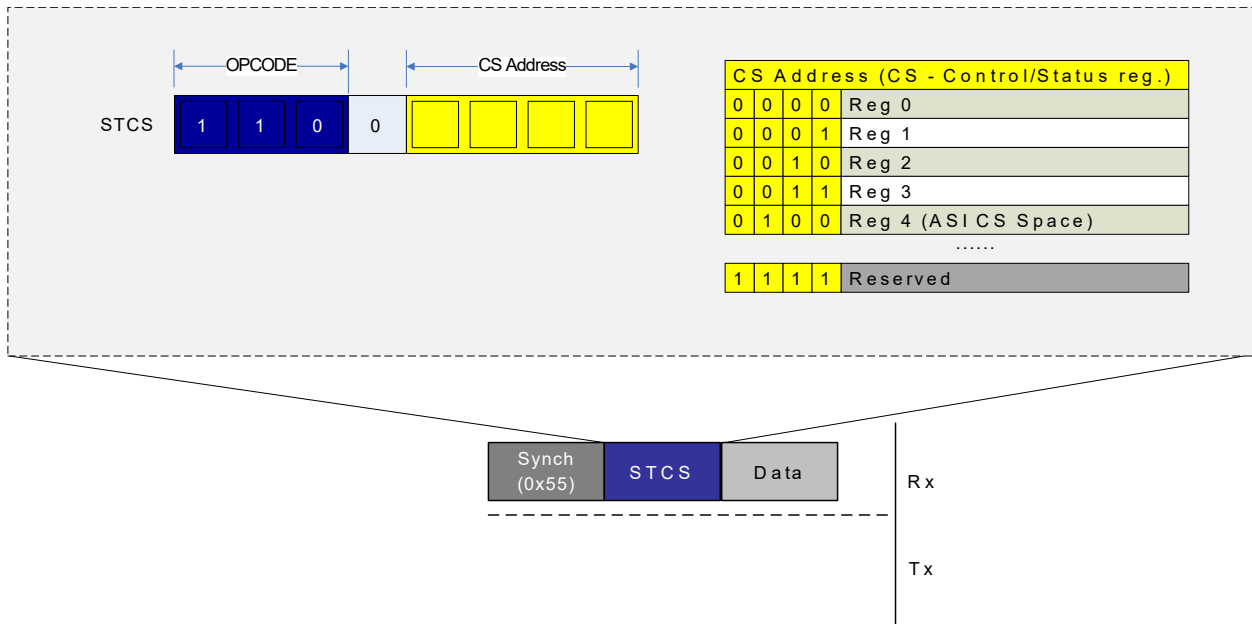 OPCODE CS Address
STCS 1 1 0 0
CS Address (CS - Control/Status reg.)
0 0 0 0 Reg 0
0 0 0 1 Reg 1
0 0 1 0 Reg 2
0 0 1 1 Reg 3
0 1 0 0 Reg 4 (ASI CS Space)
......
1 1 1 1 Reserved
Synch
(0x55)
STCS
Data
Rx
Tx